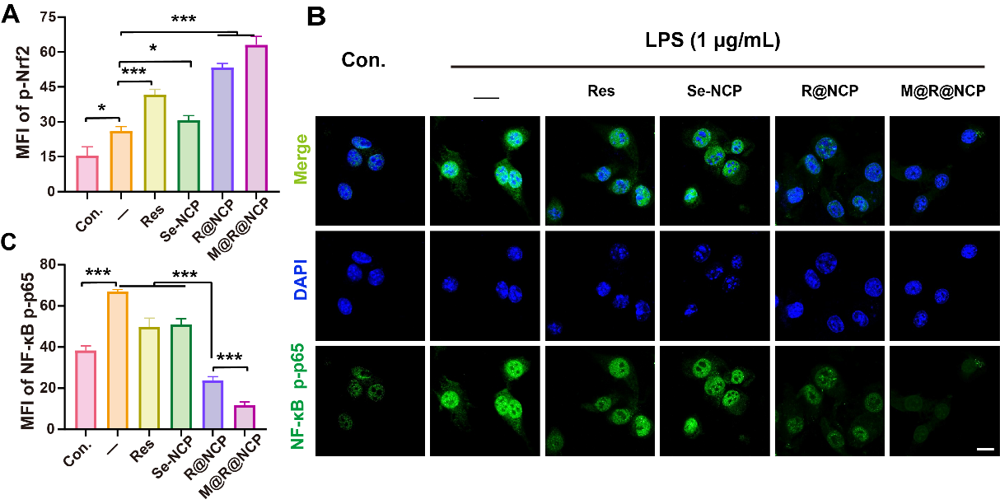 A
MFI of p-Nrf2
75
60
45
30
15
0
*
***
*
***
Con.
—
Res
Se-NCP
R@NCP
M@R@NCP
B
Con.
LPS (1 μg/mL)
—
Res
Se-NCP
R@NCP
M@R@NCP
Merge
DAPI
NF-κB p-p65
C
MFI of NF-κB p-p65
80
60
40
20
0
***
***
***
Con.
—
Res
Se-NCP
R@NCP
M@R@NCP